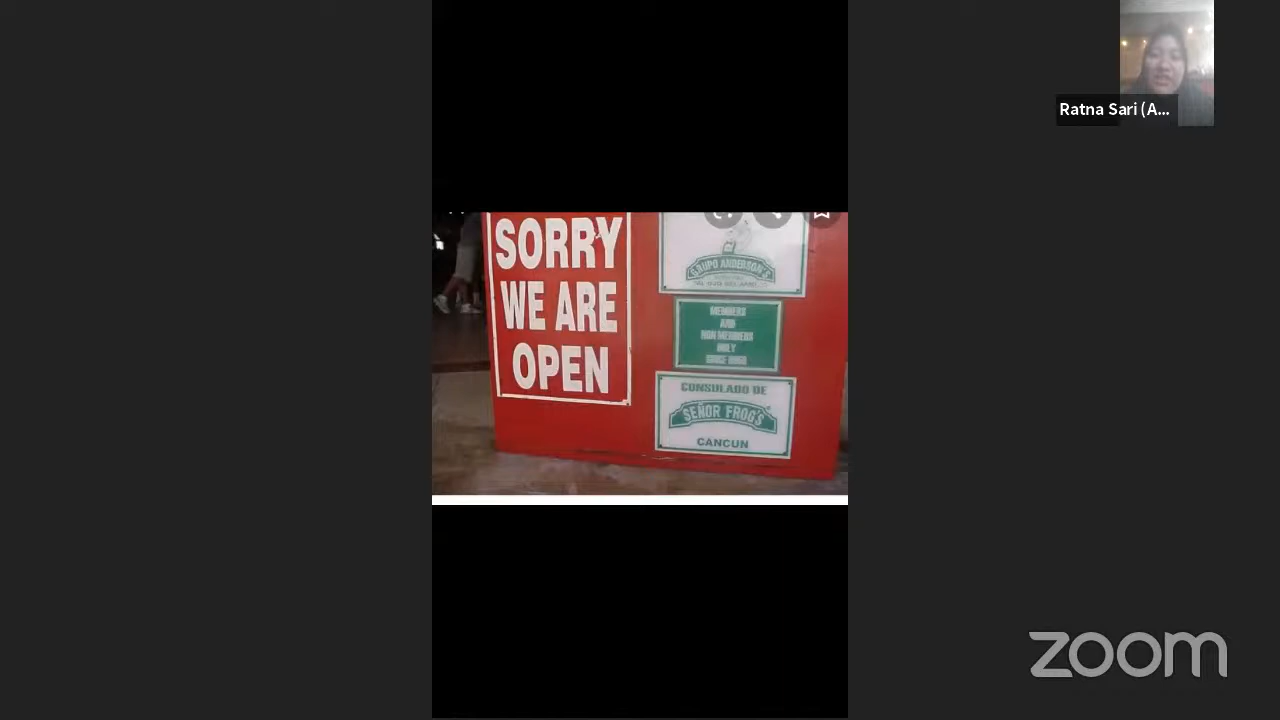 Ratna Sari (A...
SORRY
WE ARE
OPEN
GRUPO ANDERSON'S
MEMBERS
AND
NON MEMBERS
ONLY
CONSULADO DE
SEÑOR FROG'S
CANCUN
zoom